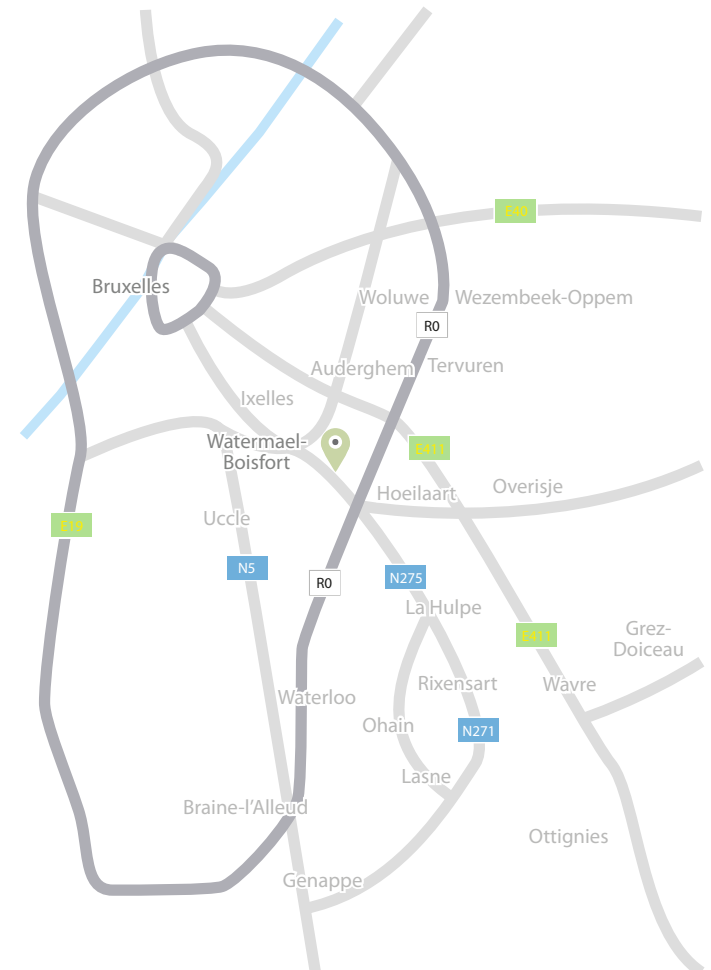 E40
Bruxelles
Woluwe
Wezembeek-Oppem
R0
Auderghem
Tervuren
Ixelles
Watermael-
Boisfort
E411
Hoeilaart
Overisje
Uccle
E19
N5
R0
N275
La Hulpe
E411
Grez-
Doiceau
Rixensart
Wavre
Waterloo
Ohain
N271
Lasne
Braine-l'Alleud
Ottignies
Genappe